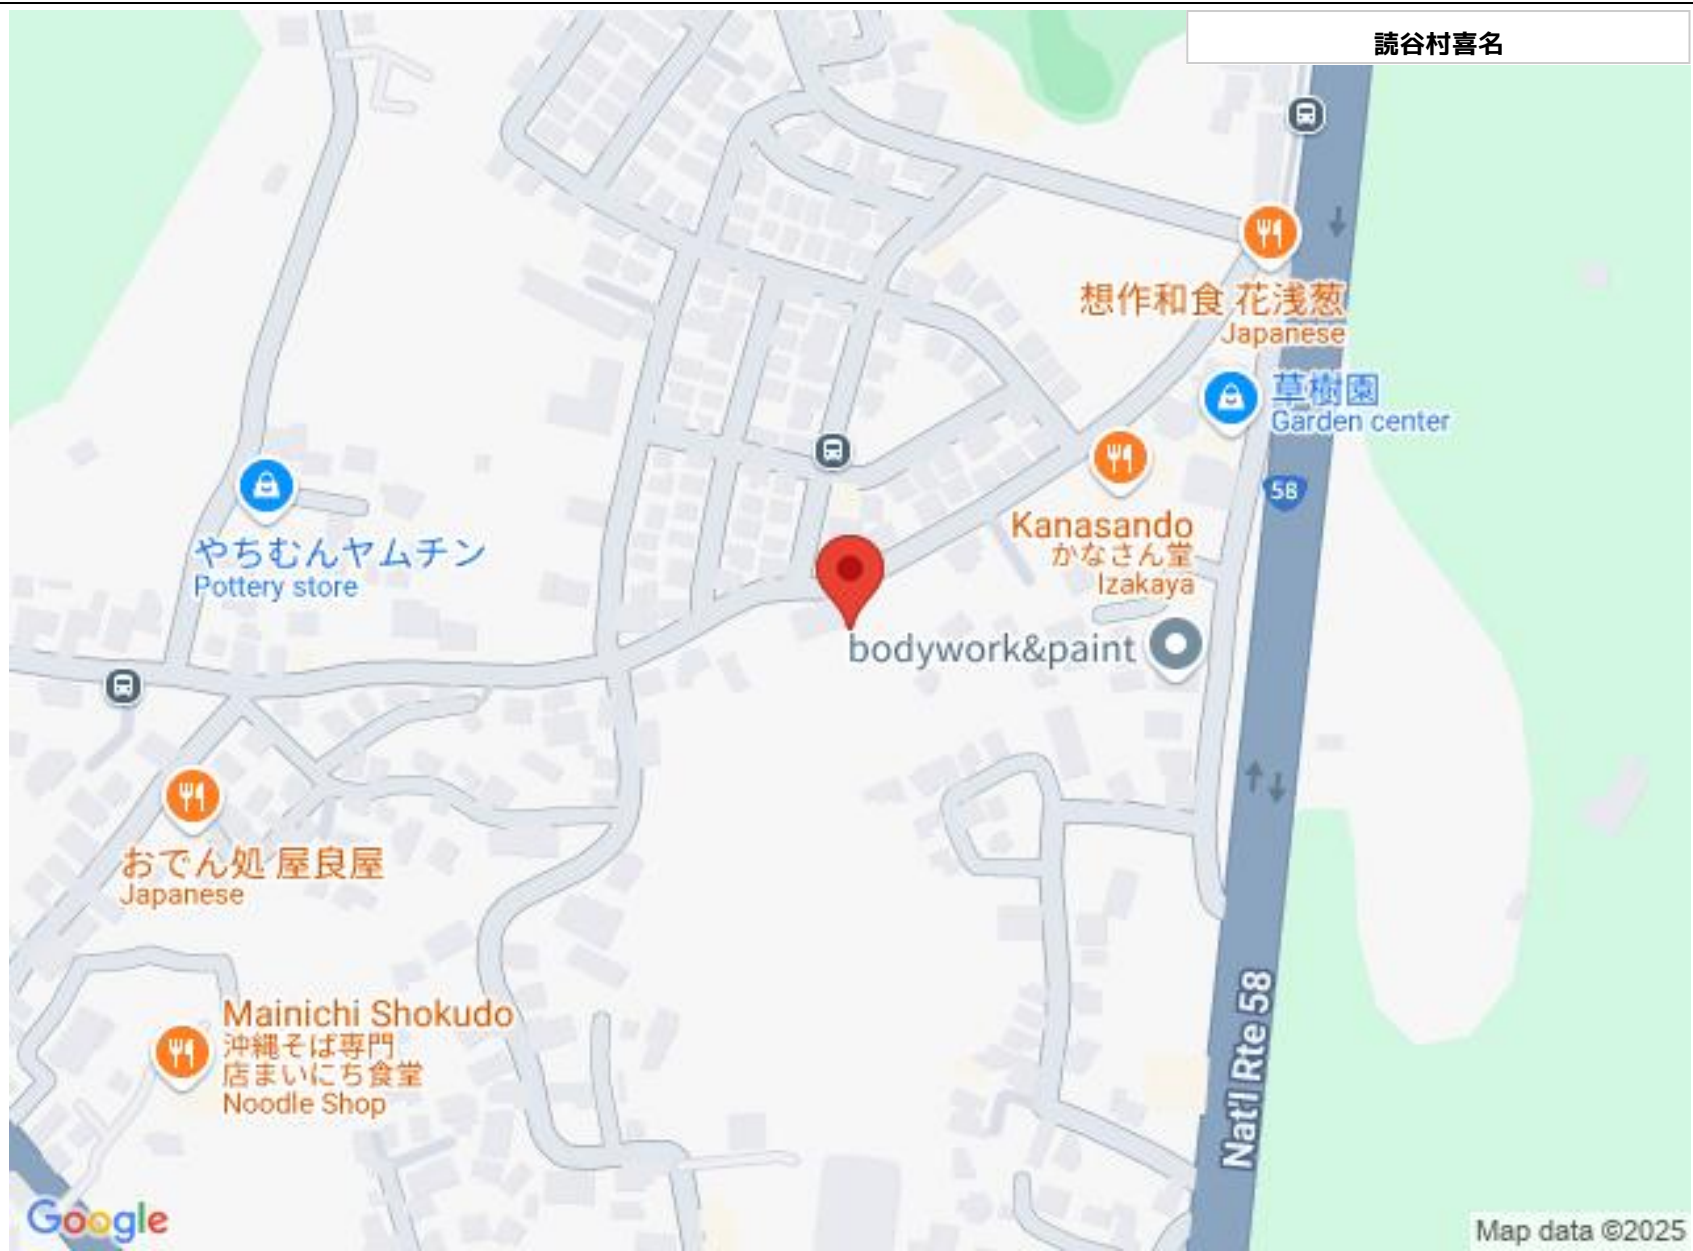 読谷村喜名
想作和食 花浅葱
Japanese
草樹園
Garden center
58
Kanasando
かなさん堂
Izakaya
やちむんヤムチン
Pottery store
bodywork&paint
おでん処 屋良屋
Japanese
Mainichi Shokudo
沖縄そば専門
店まいにち食堂
Noodle Shop
Nat'l Rte 58
Google
Map data ©2025